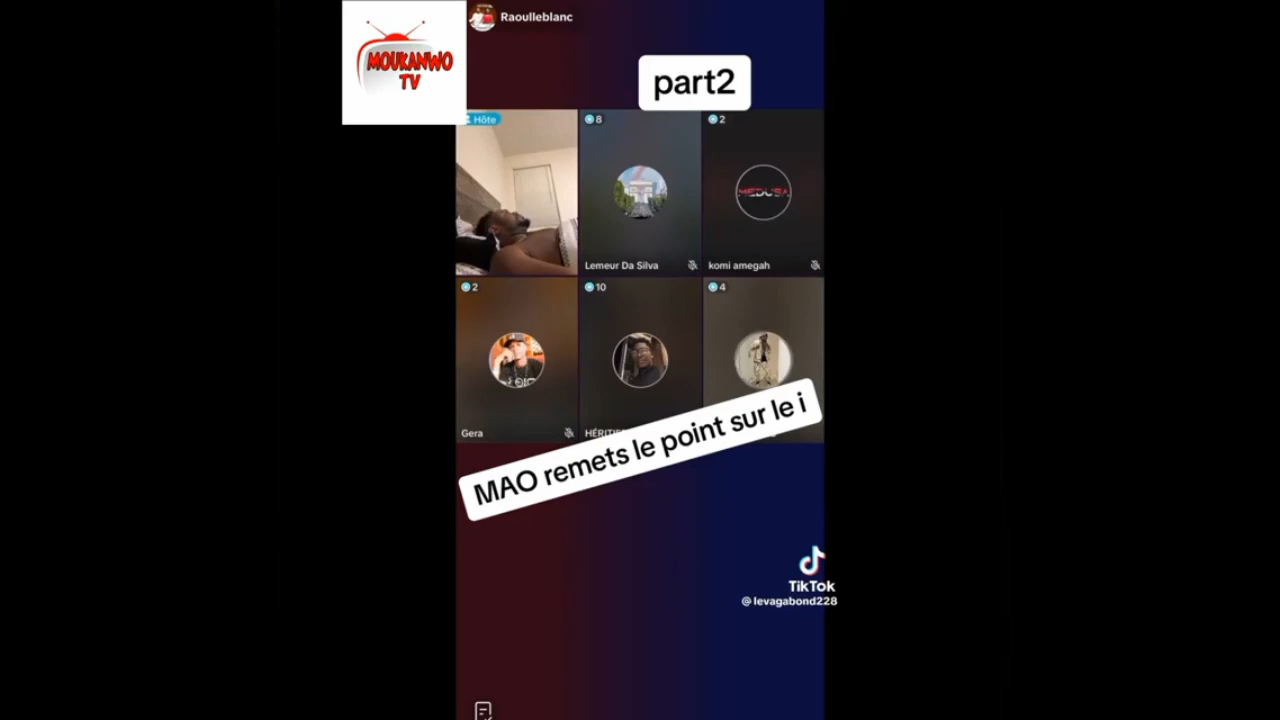 Raoulleblanc
MOUKANWO
TV
part2
Hôte
8
2
MEDUSA
Lemeur Da Silva
komi amegah
2
10
4
Gera
MAO remets le point sur le i
TikTok
@levagabond228